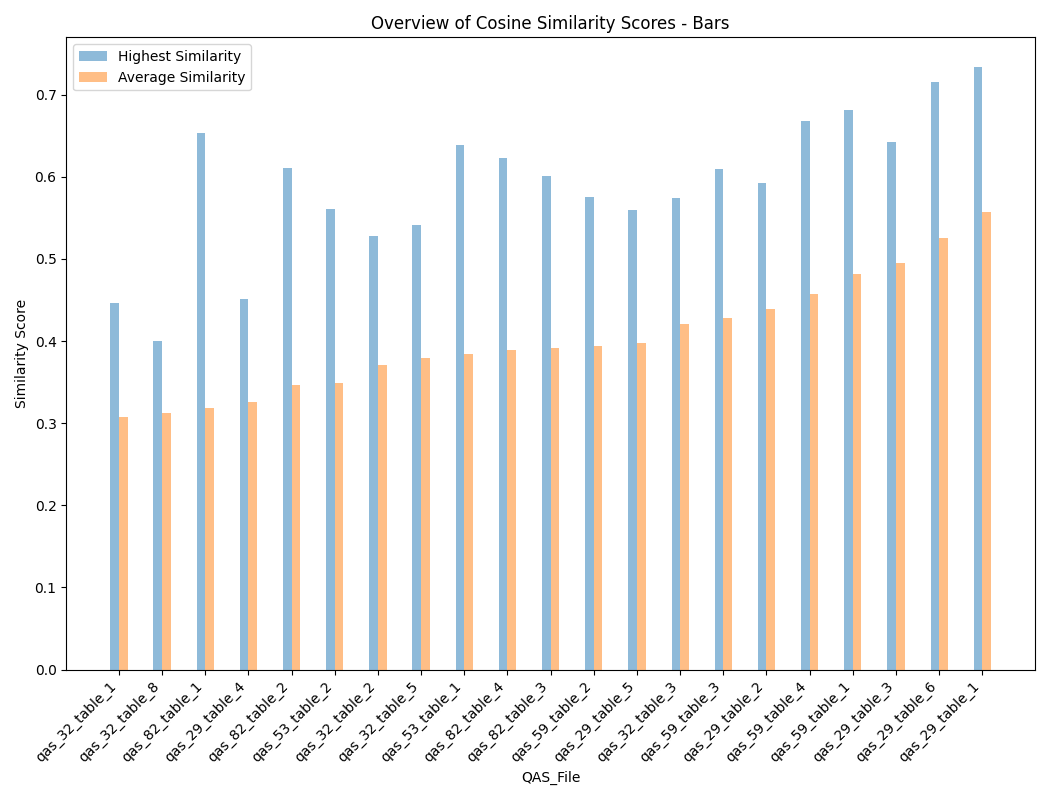 Overview of Cosine Similarity Scores - Bars
Highest Similarity
Average Similarity
Similarity Score
0.7
0.6
0.5
0.4
0.3
0.2
0.1
0.0
qas_32_table_1
qas_32_table_8
qas_82_table_1
qas_29_table_4
qas_82_table_2
qas_53_table_2
qas_32_table_2
qas_32_table_5
qas_53_table_1
qas_82_table_4
qas_82_table_3
qas_59_table_2
qas_29_table_5
qas_32_table_3
qas_59_table_3
qas_29_table_2
qas_59_table_4
qas_59_table_1
qas_29_table_3
qas_29_table_6
qas_29_table_1
QAS_File